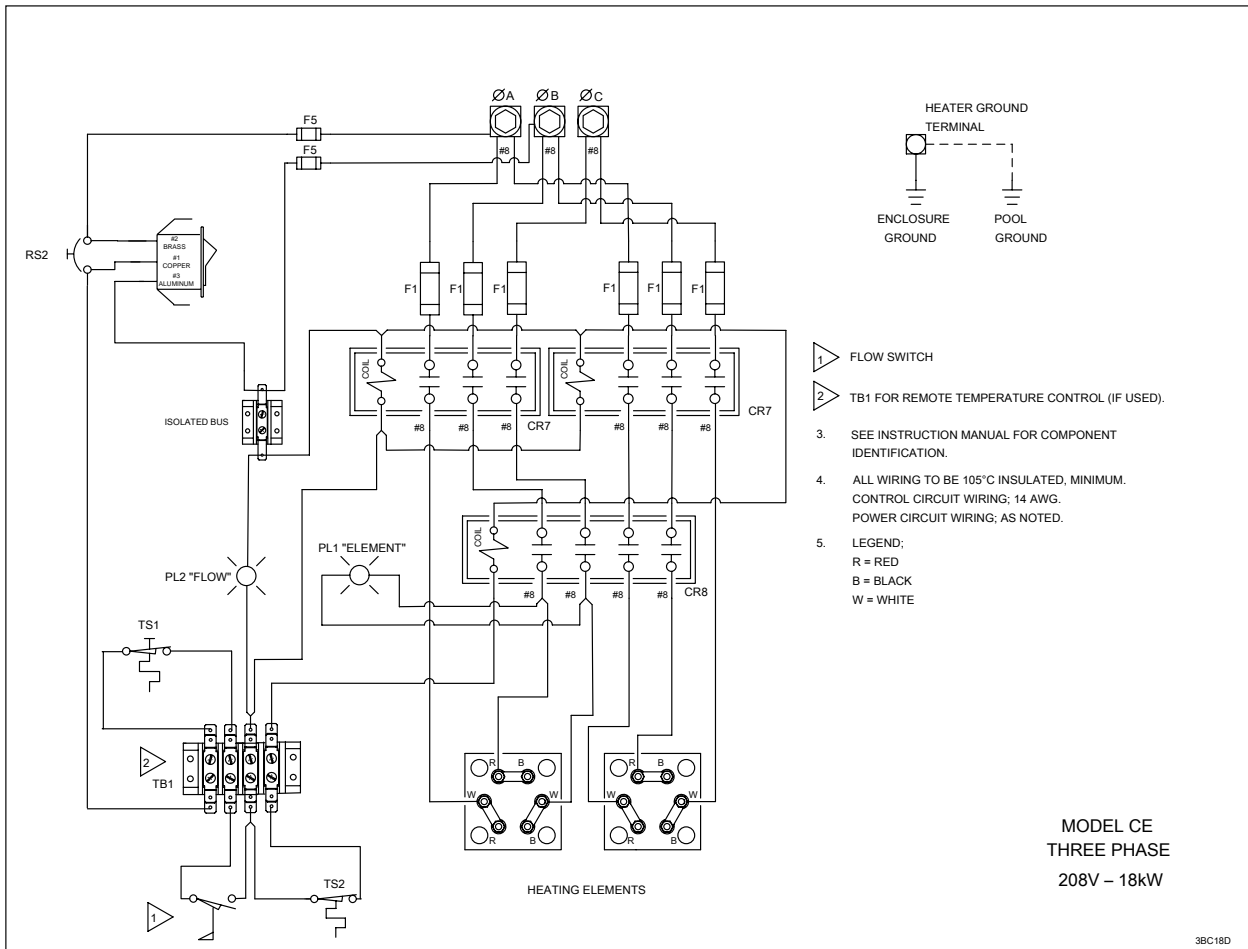 ØA ØB ØC
F5
F5
#8 #8 #8
HEATER GROUND
TERMINAL
ENCLOSURE
GROUND
POOL
GROUND
RS2
#2
BRASS
#1
COPPER
#3
ALUMINUM
F1 F1 F1 F1 F1 F1
COIL
COIL
CR7
CR7
#8 #8 #8 #8 #8
ISOLATED BUS
1 FLOW SWITCH
2 TB1 FOR REMOTE TEMPERATURE CONTROL (IF USED).
3. SEE INSTRUCTION MANUAL FOR COMPONENT
IDENTIFICATION.
4. ALL WIRING TO BE 105°C INSULATED, MINIMUM.
CONTROL CIRCUIT WIRING; 14 AWG.
POWER CIRCUIT WIRING; AS NOTED.
5. LEGEND;
R = RED
B = BLACK
W = WHITE
COIL
PL1 "ELEMENT"
PL2 "FLOW"
CR8
#8 #8 #8 #8
TS1
2
TB1
R B
W W
R B
R B
W W
R B
TS2
1
HEATING ELEMENTS
MODEL CE
THREE PHASE
208V – 18kW
3BC18D